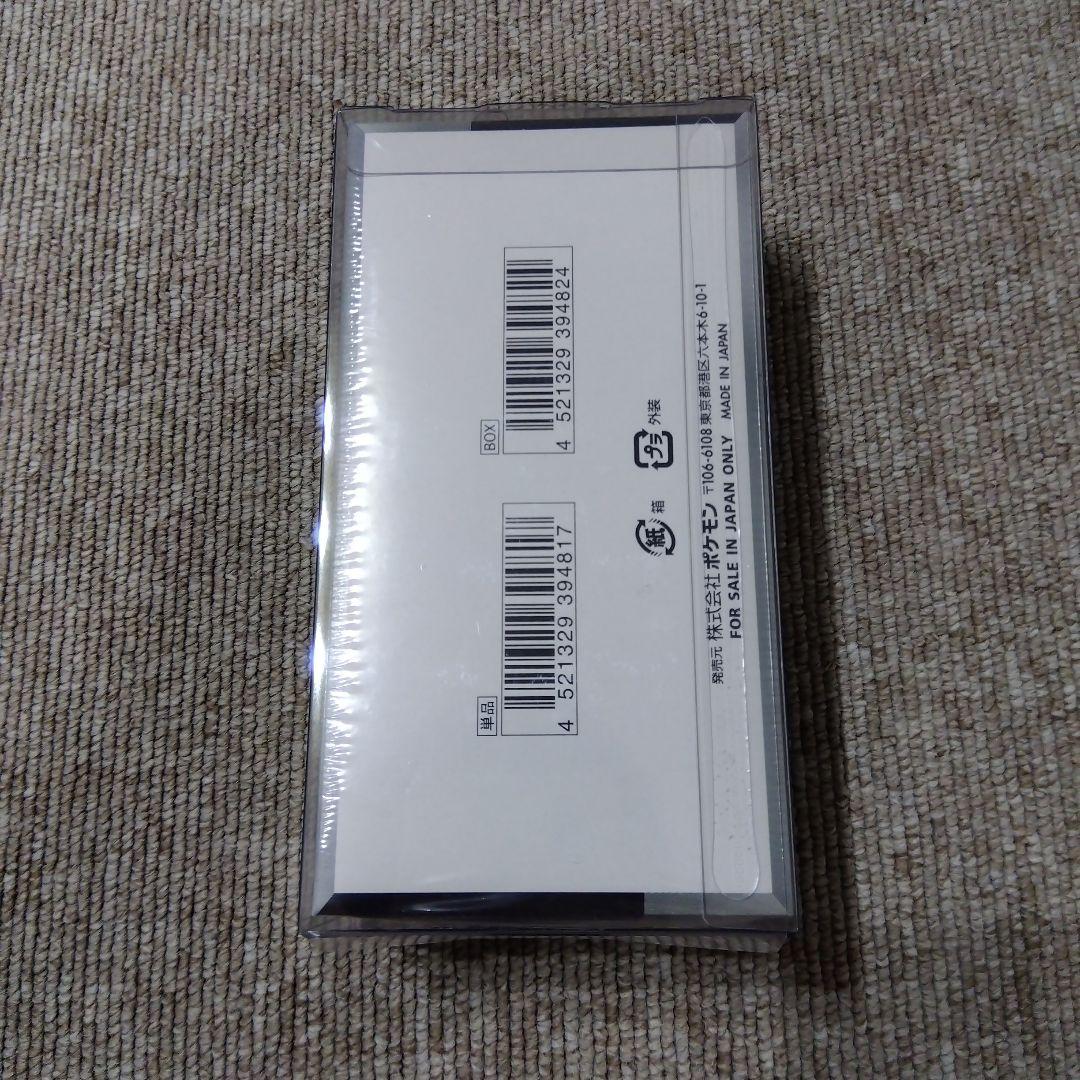 単品
4 521329 394817
BOX
4 521329 394824
紙 箱
プラ 外装
発売元 株式会社 ポケモン 〒106-6108 東京都港区六本木6-10-1
FOR SALE IN JAPAN ONLY MADE IN JAPAN